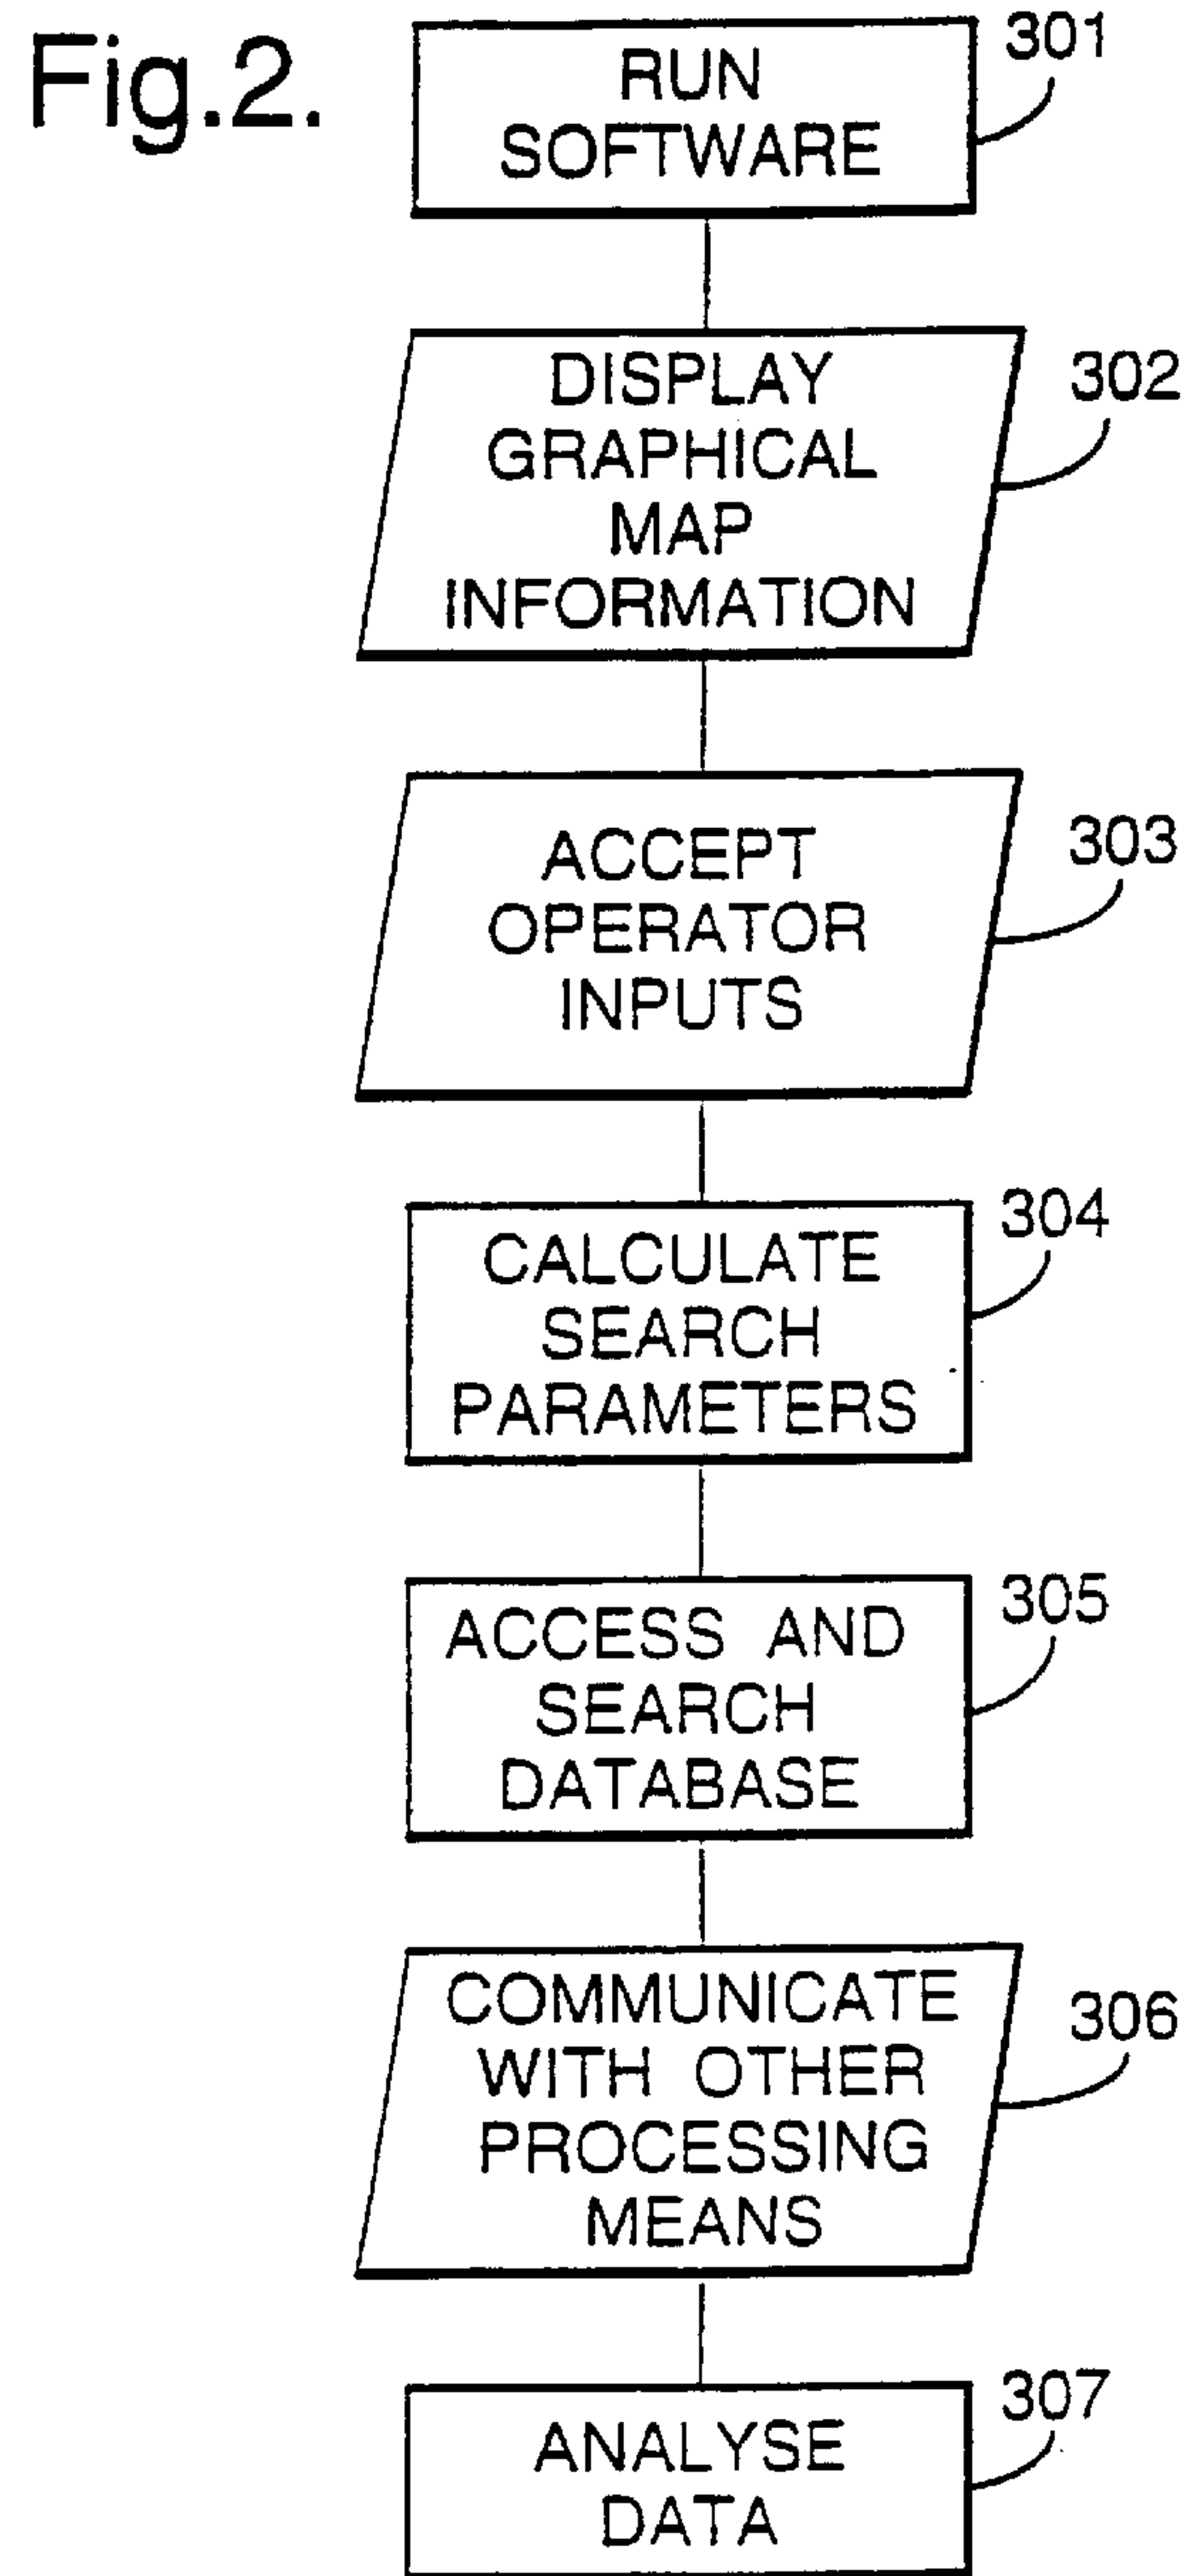 Fig.2.
RUN
SOFTWARE
301
DISPLAY
GRAPHICAL
MAP
INFORMATION
302
ACCEPT
OPERATOR
INPUTS
303
CALCULATE
SEARCH
PARAMETERS
304
ACCESS AND
SEARCH
DATABASE
305
COMMUNICATE
WITH OTHER
PROCESSING
MEANS
306
ANALYSE
DATA
307